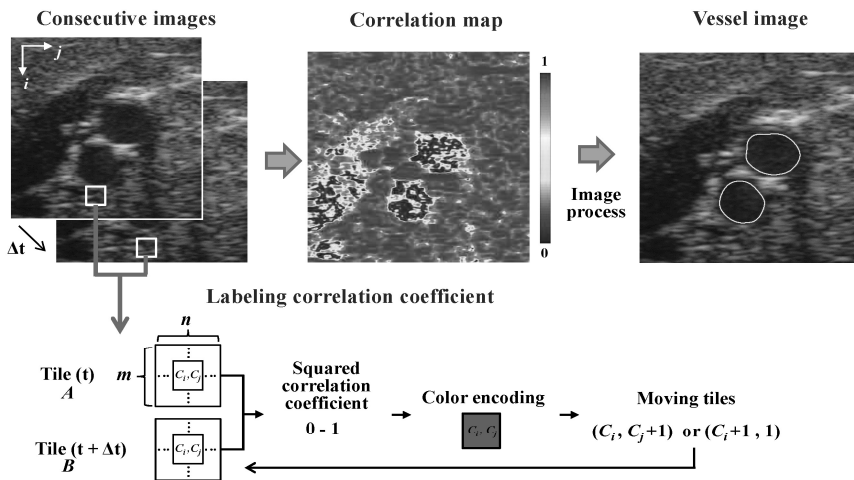 Consecutive images
Correlation map
Vessel image
j
i
1
0
Image
process
Δt
Labeling correlation coefficient
n
m
Tile (t)
A
Cᵢ, Cⱼ
Squared
correlation
coefficient
0 - 1
Color encoding
Cᵢ, Cⱼ
Moving tiles
(Cᵢ, Cⱼ+1) or (Cᵢ+1 , 1)
Tile (t + Δt)
B
Cᵢ, Cⱼ